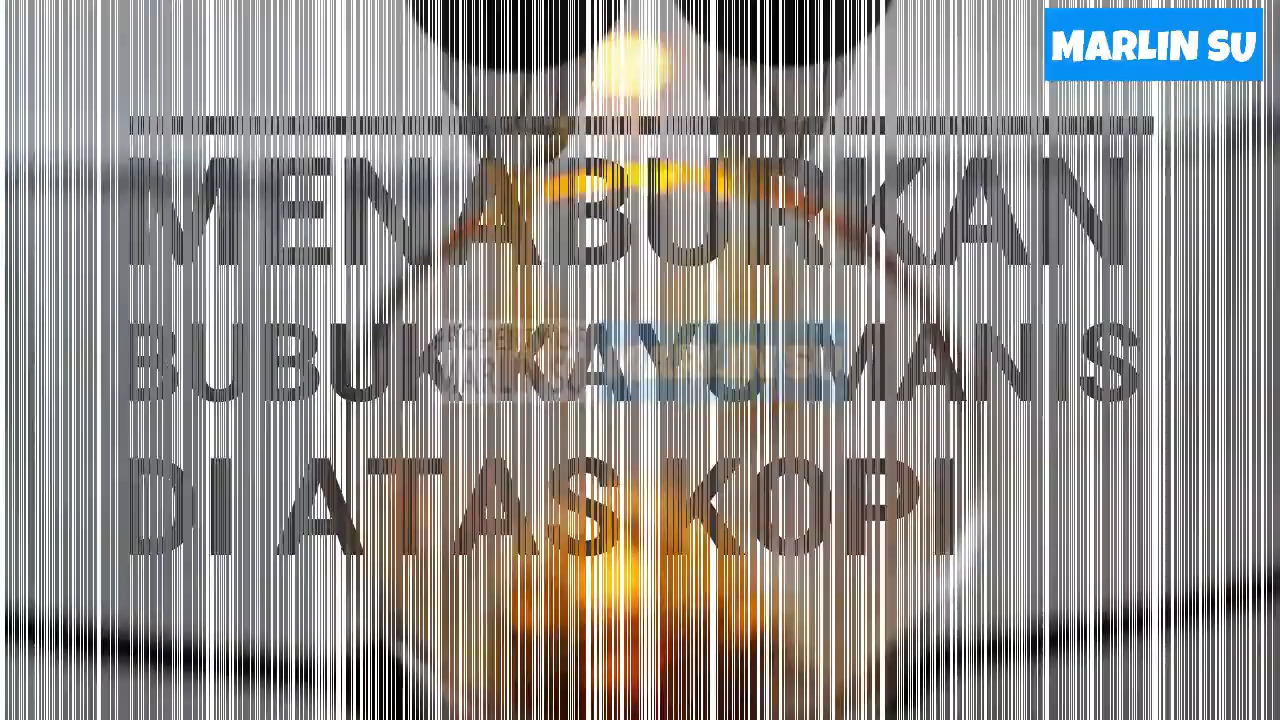 MARLIN SU
MENABURKAN
BUBUK KAYU MANIS
DI ATAS KOPI